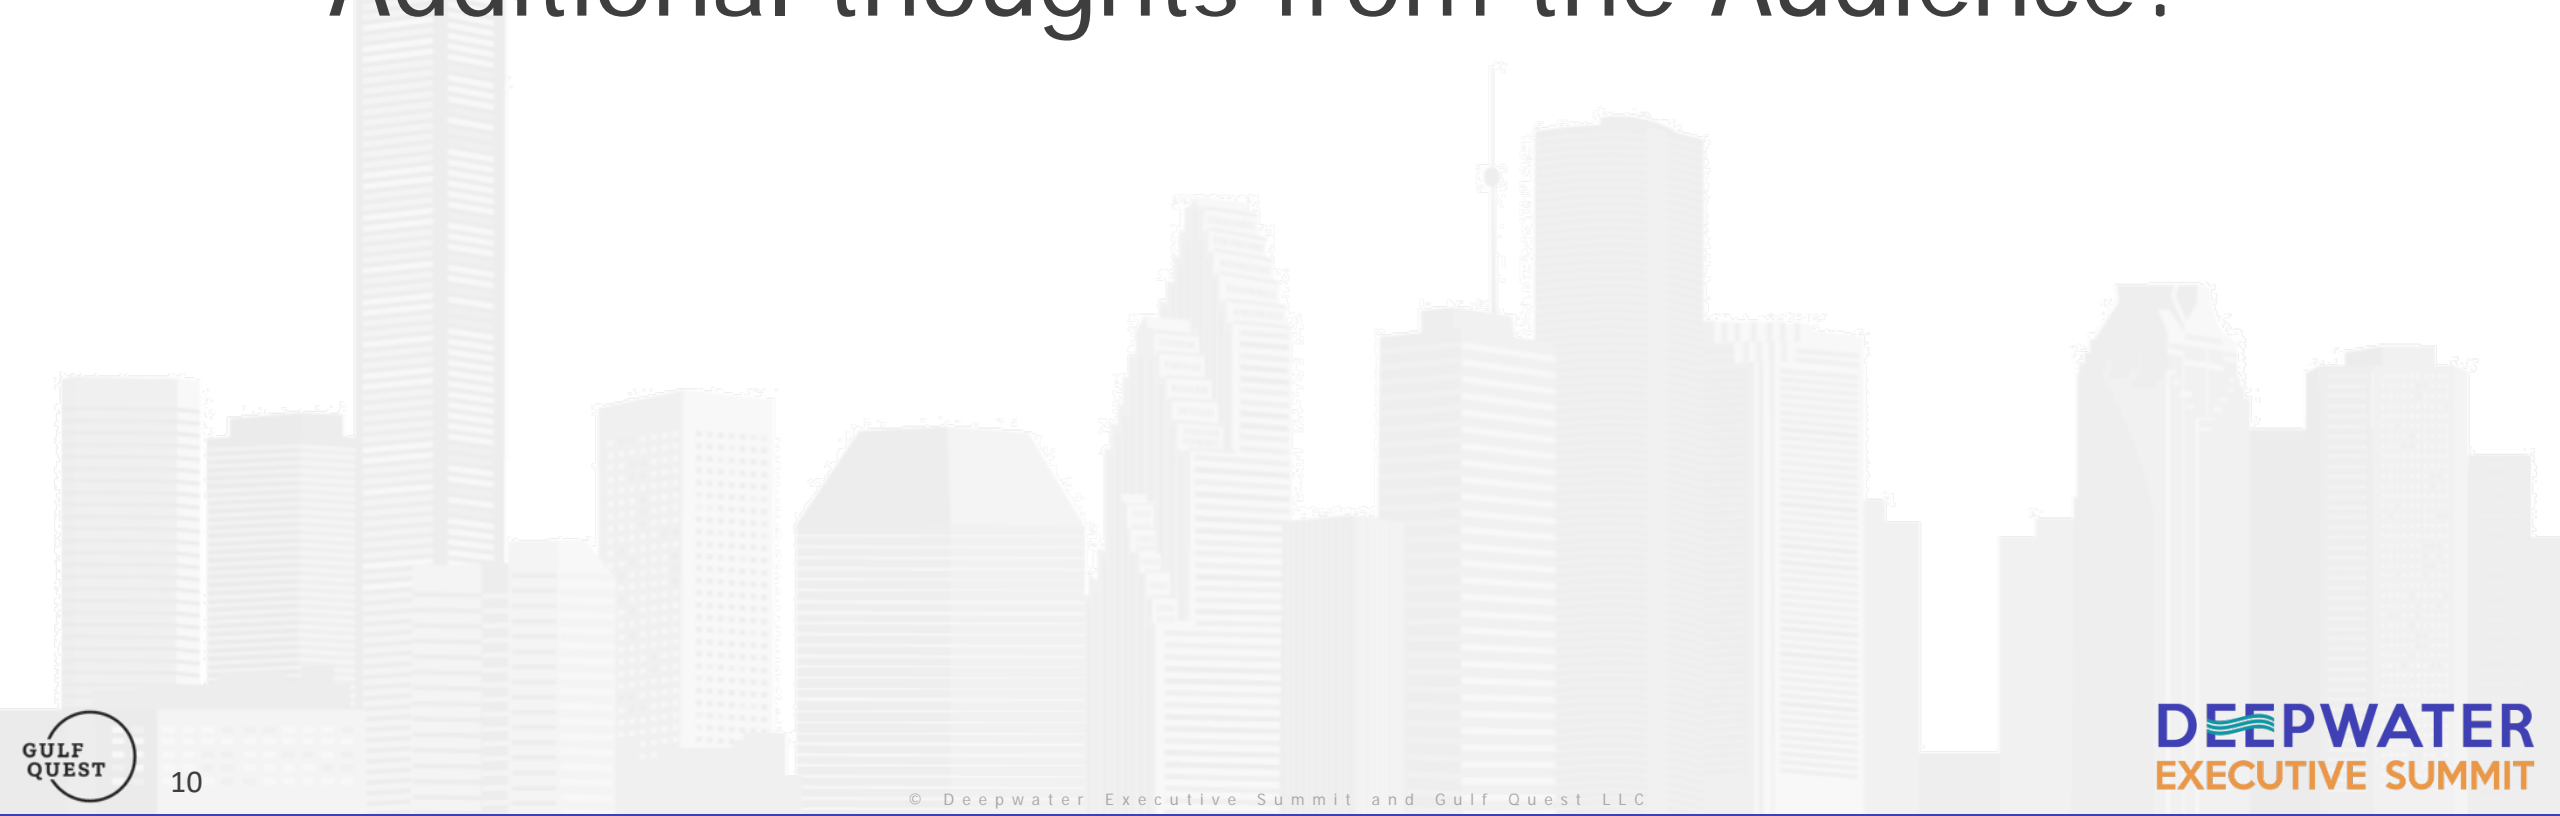 Additional thoughts from the Audience?
DEEPWATER
GULF
QUEST
EXECUTIVE SUMMIT
10
© Deepwater Executive Summit and Gulf Quest LLC